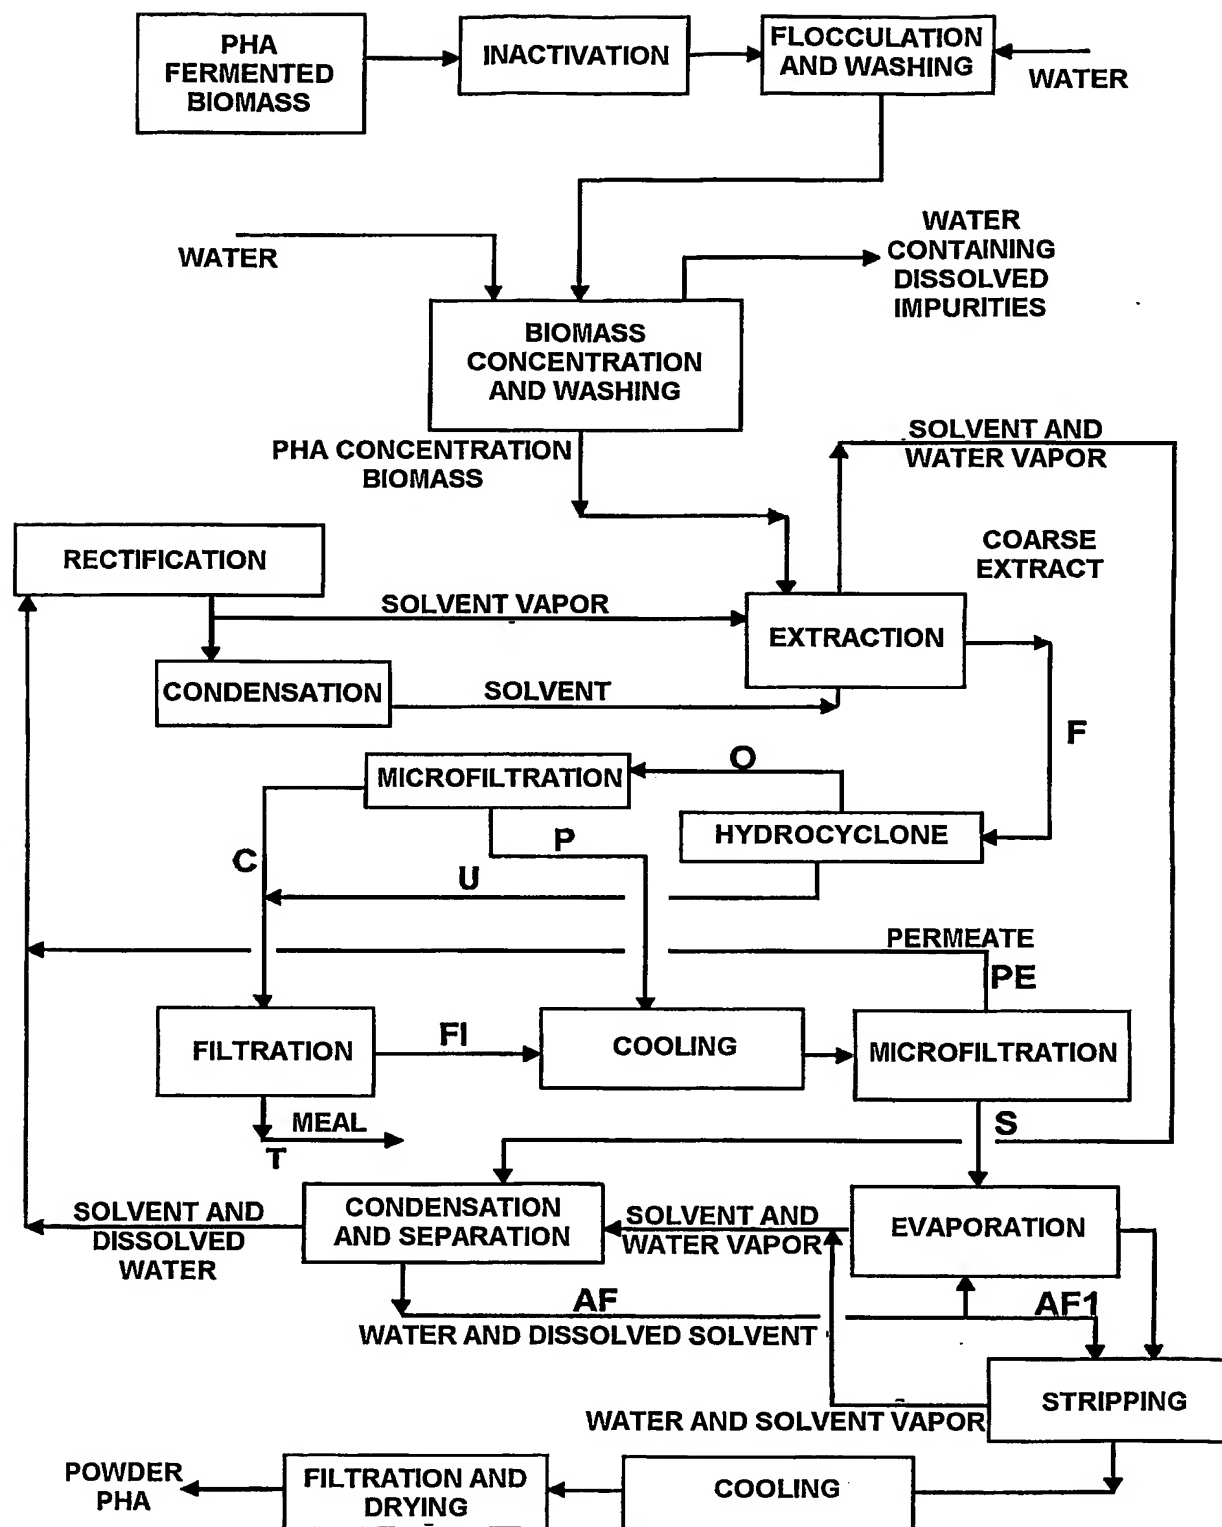 PHA
FERMENTED
BIOMASS
INACTIVATION
FLOCCULATION
AND WASHING
WATER
WATER
WATER
CONTAINING
DISSOLVED
IMPURITIES
BIOMASS
CONCENTRATION
AND WASHING
PHA CONCENTRATION
BIOMASS
SOLVENT AND
WATER VAPOR
RECTIFICATION
COARSE
EXTRACT
SOLVENT VAPOR
EXTRACTION
CONDENSATION
SOLVENT
F
MICROFILTRATION
O
HYDROCYCLONE
P
C
U
PERMEATE
PE
FILTRATION
FI
COOLING
MICROFILTRATION
MEAL
T
S
CONDENSATION
AND SEPARATION
SOLVENT AND
DISSOLVED
WATER
SOLVENT AND
WATER VAPOR
EVAPORATION
AF
AF1
WATER AND DISSOLVED SOLVENT
STRIPPING
WATER AND SOLVENT VAPOR
POWDER
PHA
FILTRATION AND
DRYING
COOLING